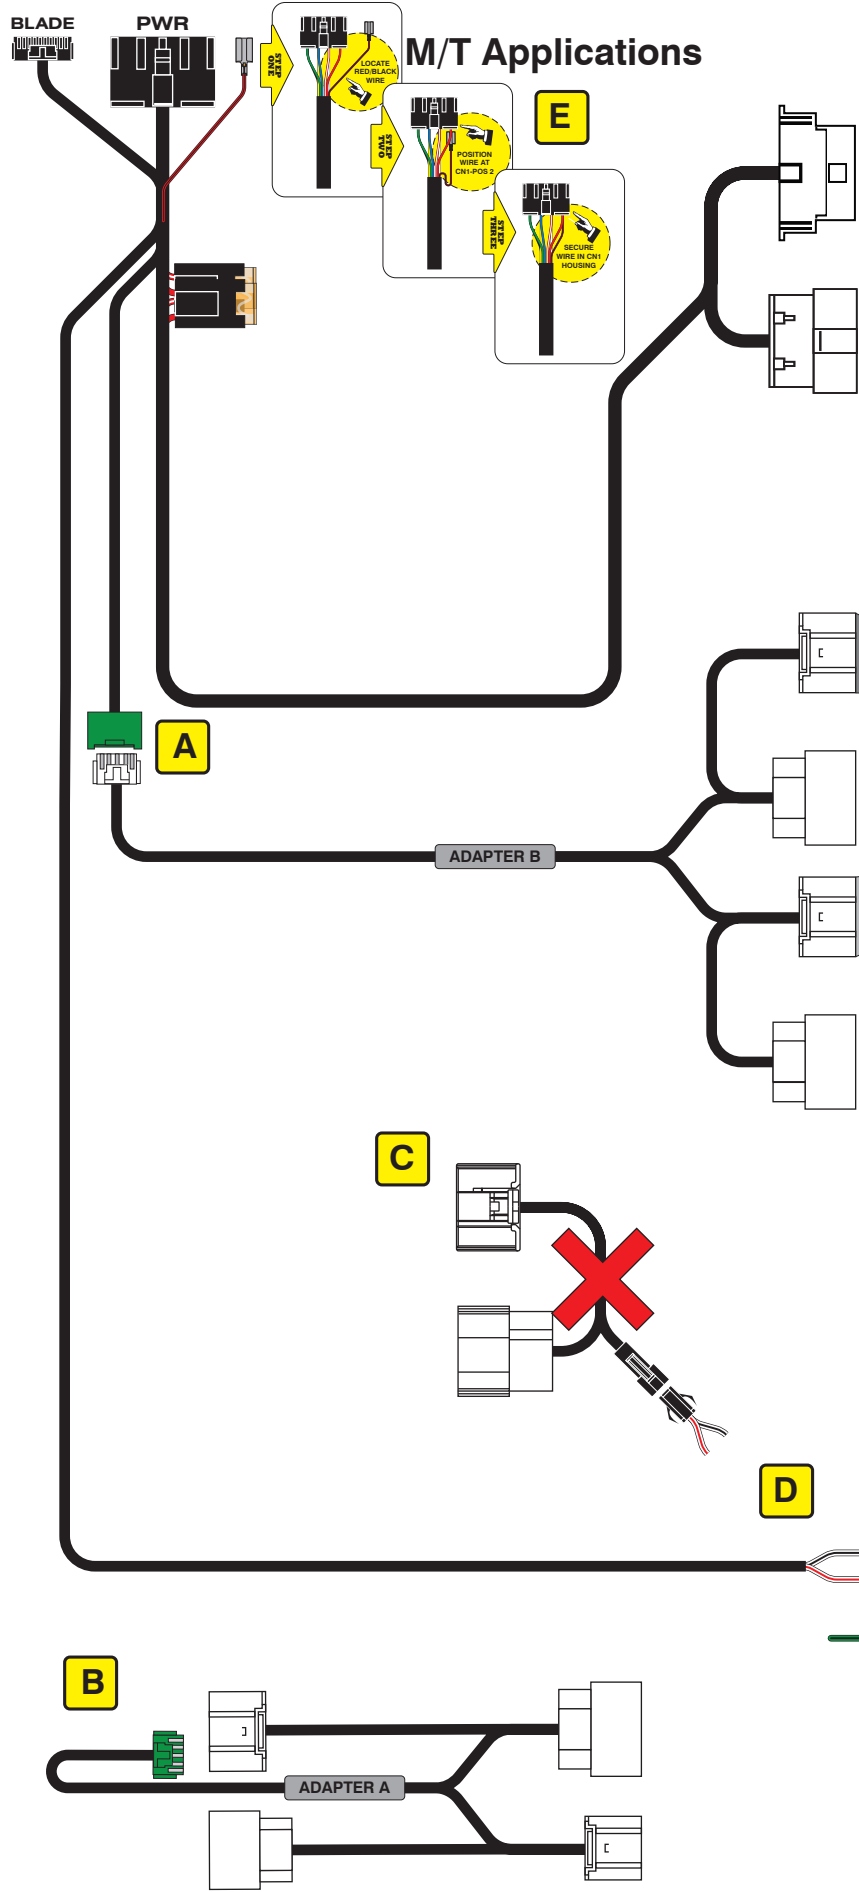 BLADE
PWR
M/T Applications
STEP ONE
LOCATE
RED/BLACK
WIRE
STEP TWO
POSITION
WIRE AT
CN1-POS 2
STEP THREE
SECURE
WIRE IN CN1
HOUSING
E
A
ADAPTER B
C
D
B
ADAPTER A